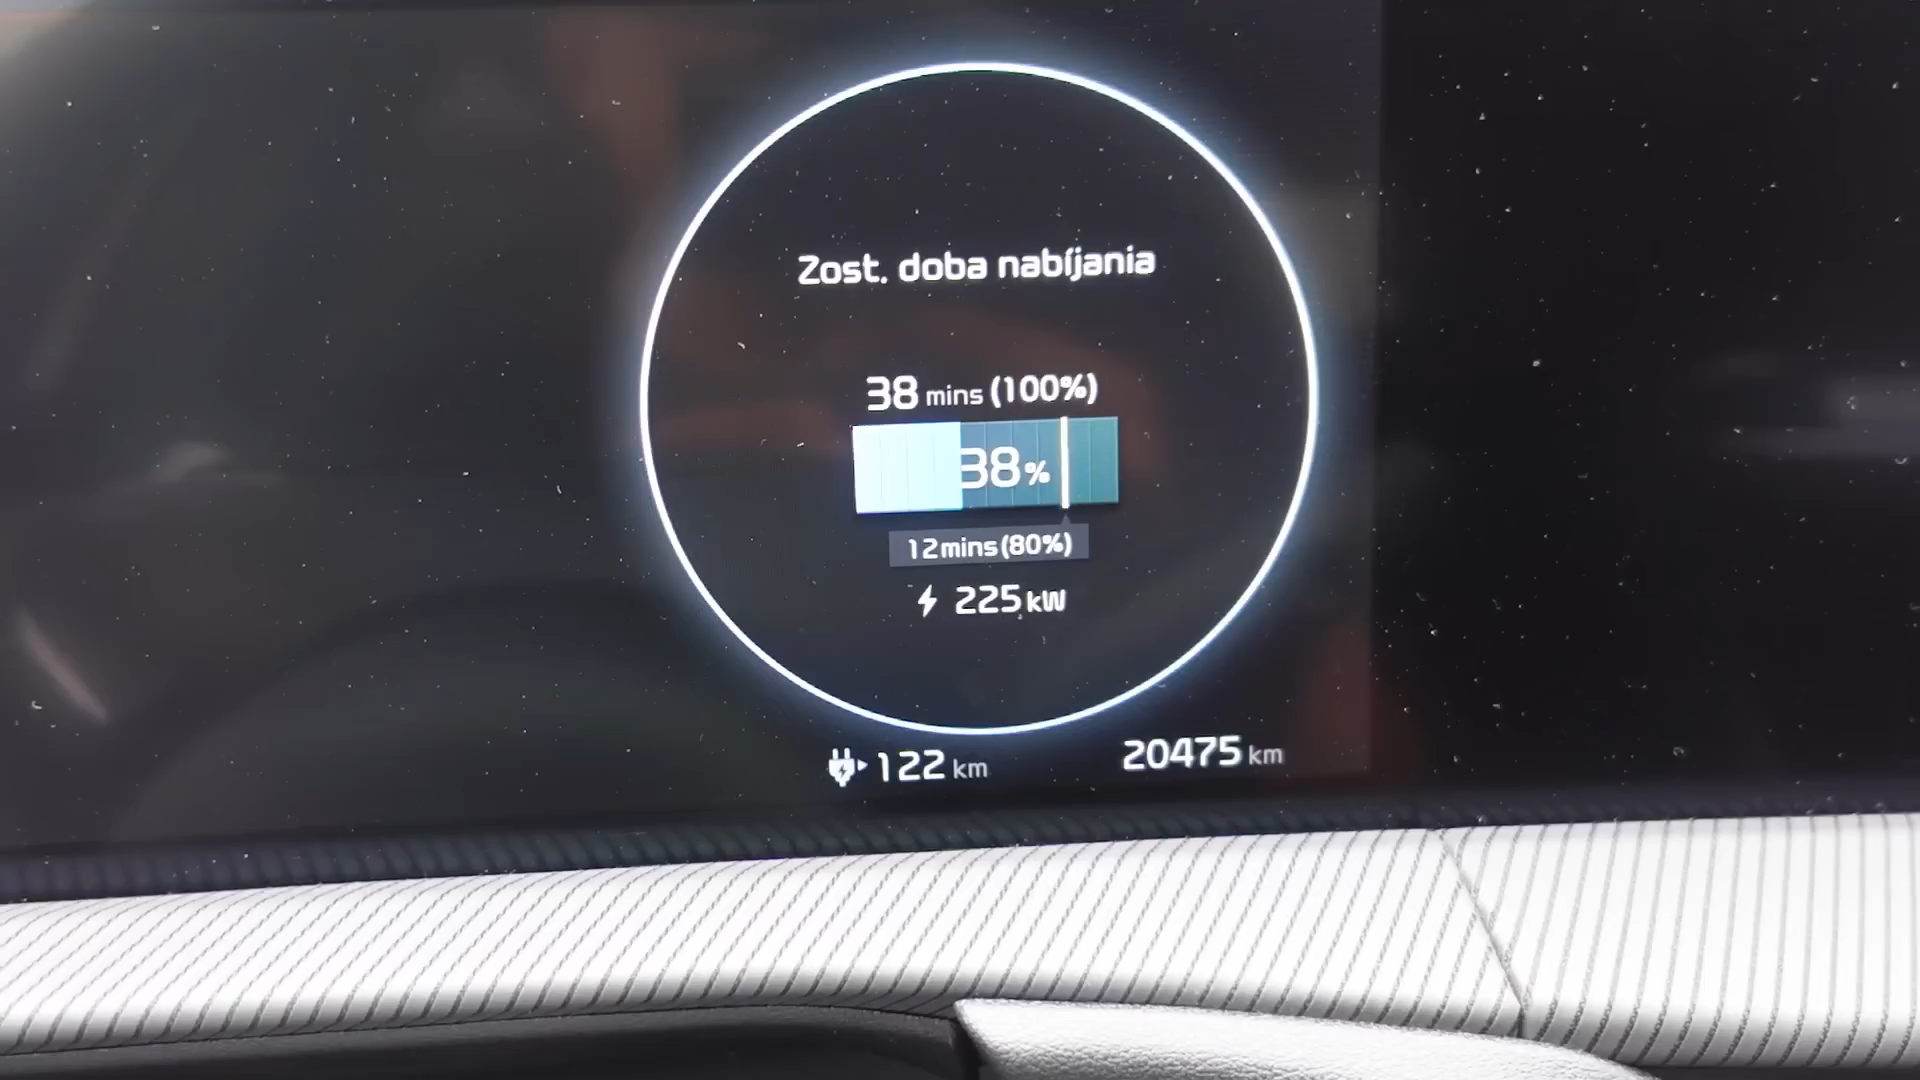 Zost. doba nabíjania
38 mins (100%)
38%
12mins(80%)
225 kW
122 km
20475 km